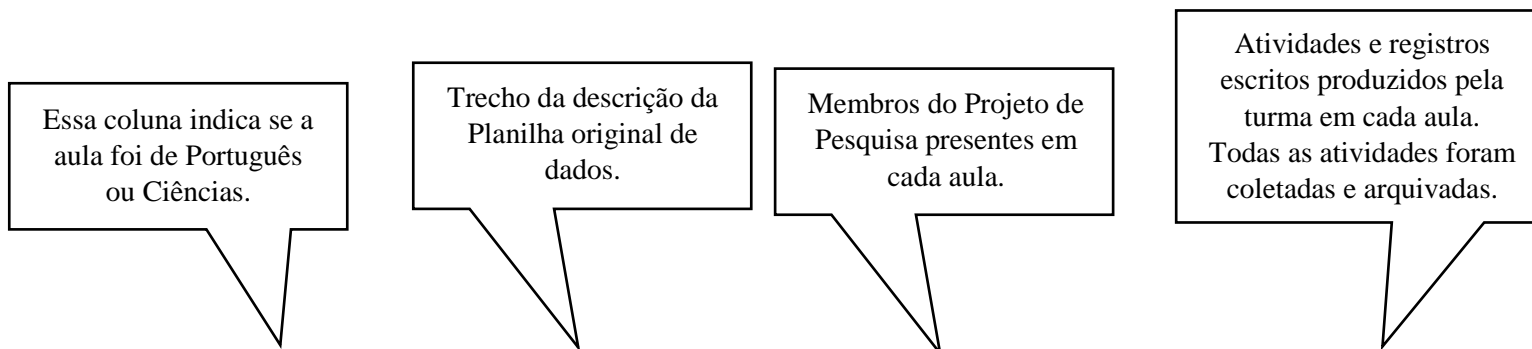 Essa coluna indica se a
aula foi de Português
ou Ciências.
Trecho da descrição da
Planilha original de
dados.
Membros do Projeto de
Pesquisa presentes em
cada aula.
Atividades e registros
escritos produzidos pela
turma em cada aula.
Todas as atividades foram
coletadas e arquivadas.